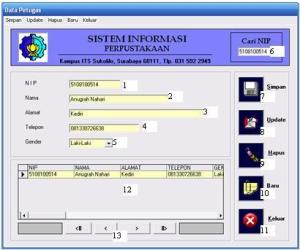 Data Petugas
Simpan Update Hapus Baru Keluar
SISTEM INFORMASI
PERPUSTAKAAN
Kampus ITS Sukolilo, Surabaya 60111, Tlp. 031 592 2949
Cari NIP
5108100514 6
N I P 5108100514 1
Nama Anugrah Nahari 2
Alamat Kediri 3
Telepon 081330726638 4
Gender Laki-Laki 5
Simpan
7
Update
8
Hapus
9
Baru
10
Keluar
11
NIP NAMA ALAMAT TELEPON GEN
5108100514 Anugrah Nahari Kediri 081330726638 Laki-L
12
<|| < > ||>
13